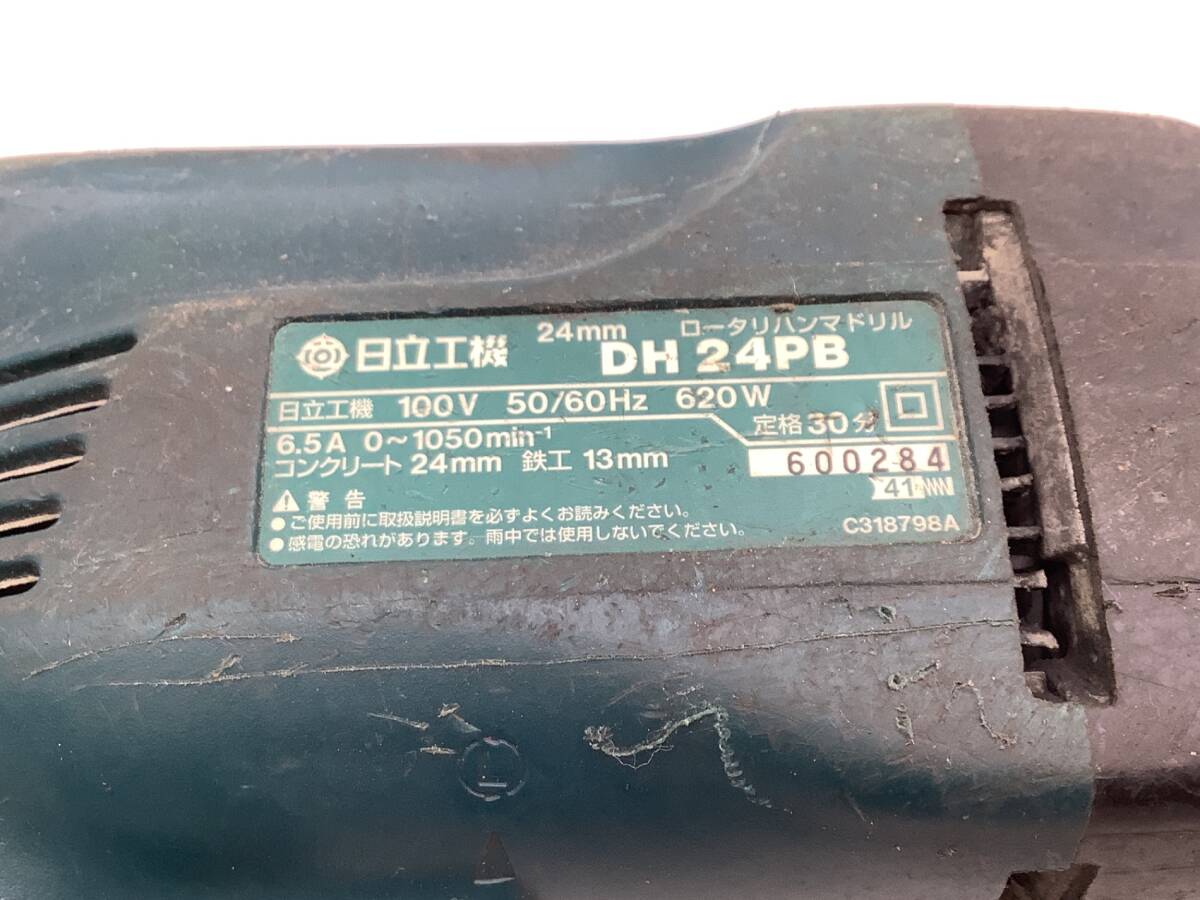 24mm ロータリハンマドリル
日立工機 DH 24PB
日立工機 100V 50/60Hz 620W
6.5A 0~1050min⁻¹ 定格30分
コンクリート 24mm 鉄工 13mm
600284
41
警告
● ご使用前に取扱説明書を必ずよくお読みください。
● 感電の恐れがあります。雨中では使用しないでください。
C318798A